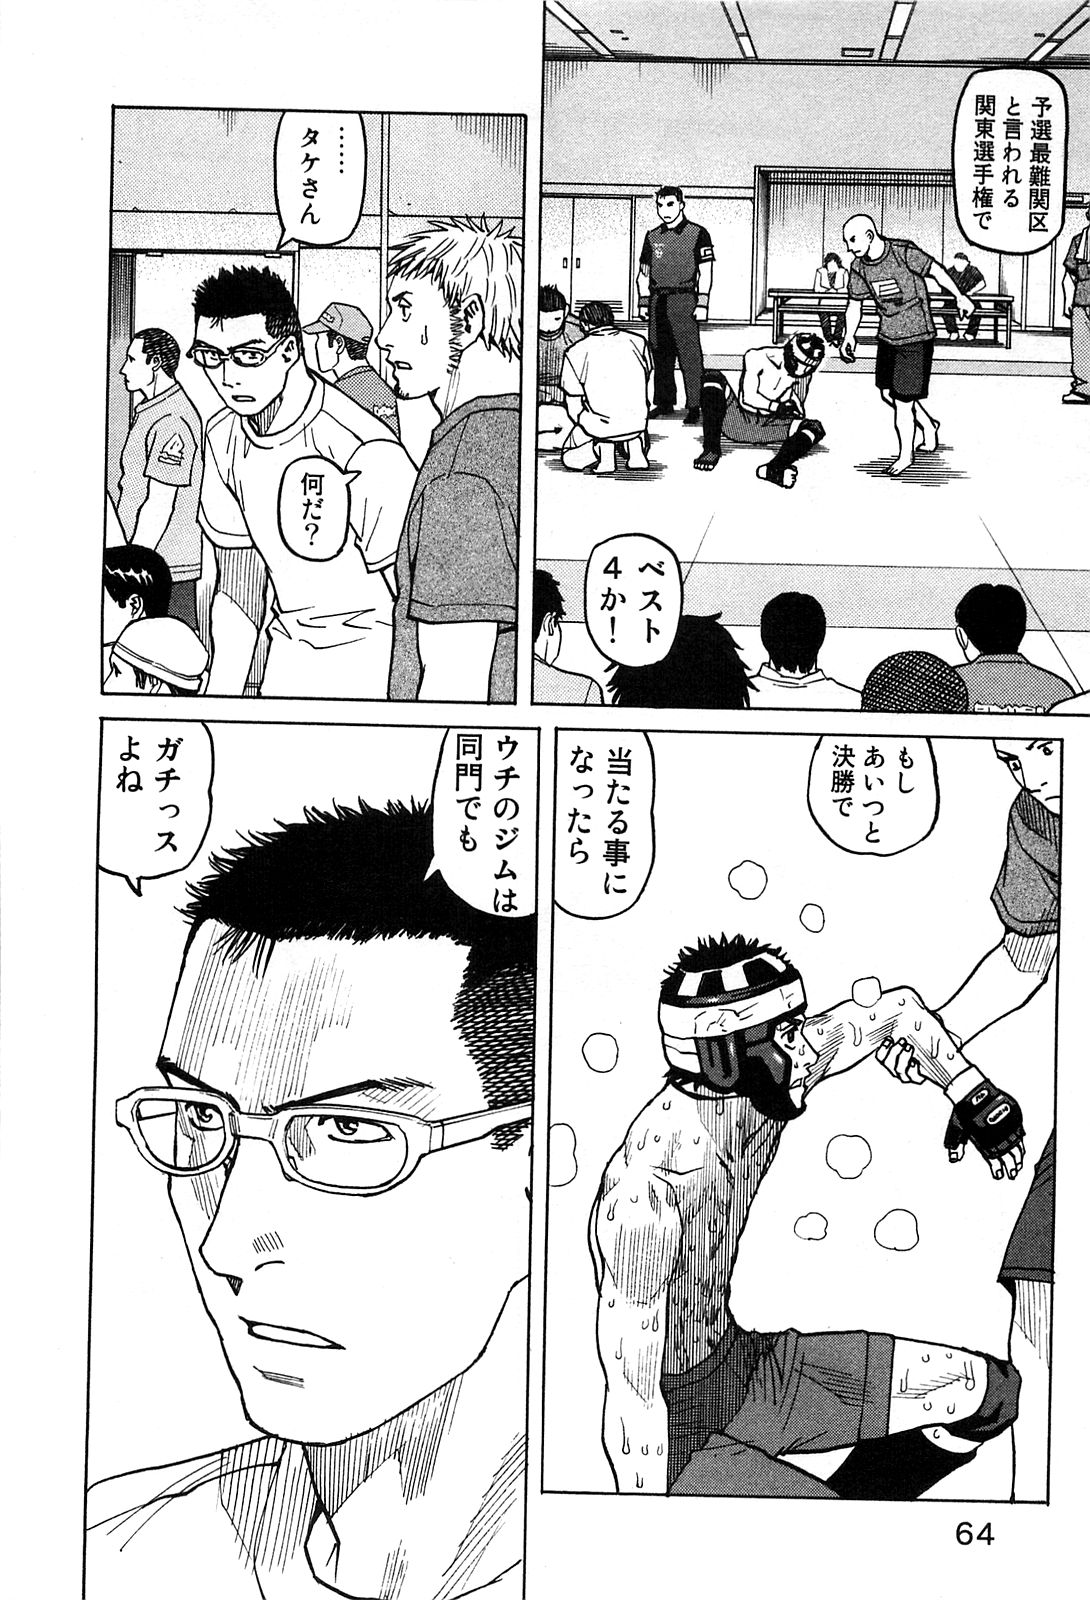 予選最難関区
と言われる
関東選手権で
ベスト
4か!
……
タケさん
何だ?
もし
あいつと
決勝で
当たる事に
なったら
ウチのジムは
同門でも
ガチっス
よね
64